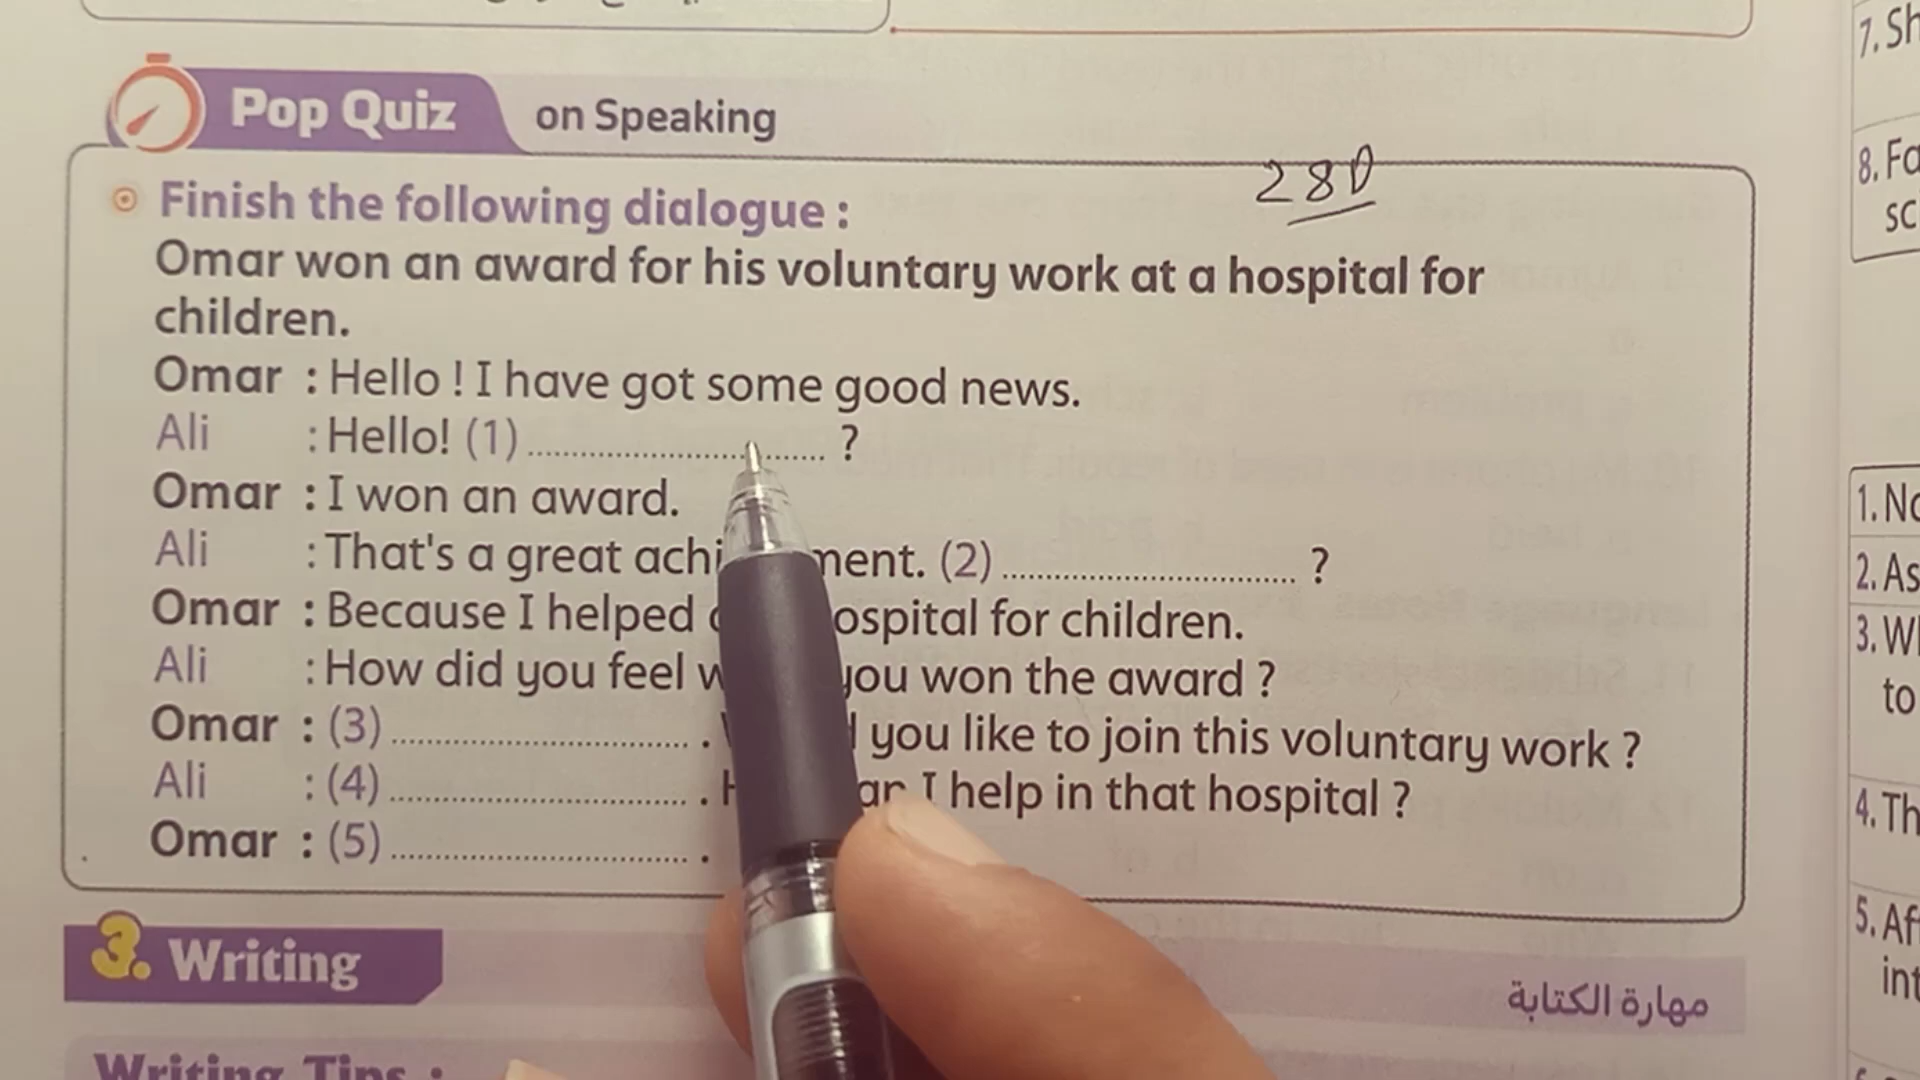 7. Sh
Pop Quiz on Speaking
280
8. Fa
sc
Finish the following dialogue :
Omar won an award for his voluntary work at a hospital for
children.
Omar : Hello ! I have got some good news.
Ali : Hello! (1) .............................. ?
Omar : I won an award.
Ali : That's a great ment. (2) .............................. ?
Omar : Because I helped hospital for children.
Ali : How did you feel you won the award ?
Omar : (3) .............................. . you like to join this voluntary work ?
Ali : (4) .............................. . I help in that hospital ?
Omar : (5) .............................. .
3. Writing
مهارة الكتابة
Writing Tips :
1. No
2. As
3. Wh
to
4. Th
5. Af
int